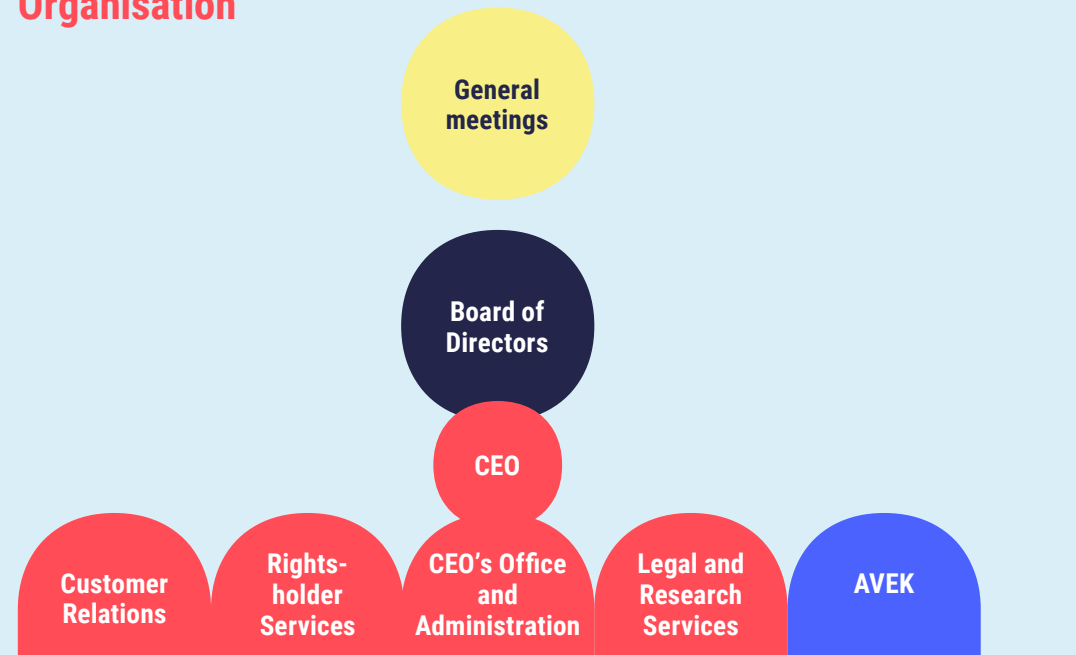 Organisation
General
meetings
Board of
Directors
CEO
Customer
Relations
Rights-
holder
Services
CEO’s Office
and
Administration
Legal and
Research
Services
AVEK